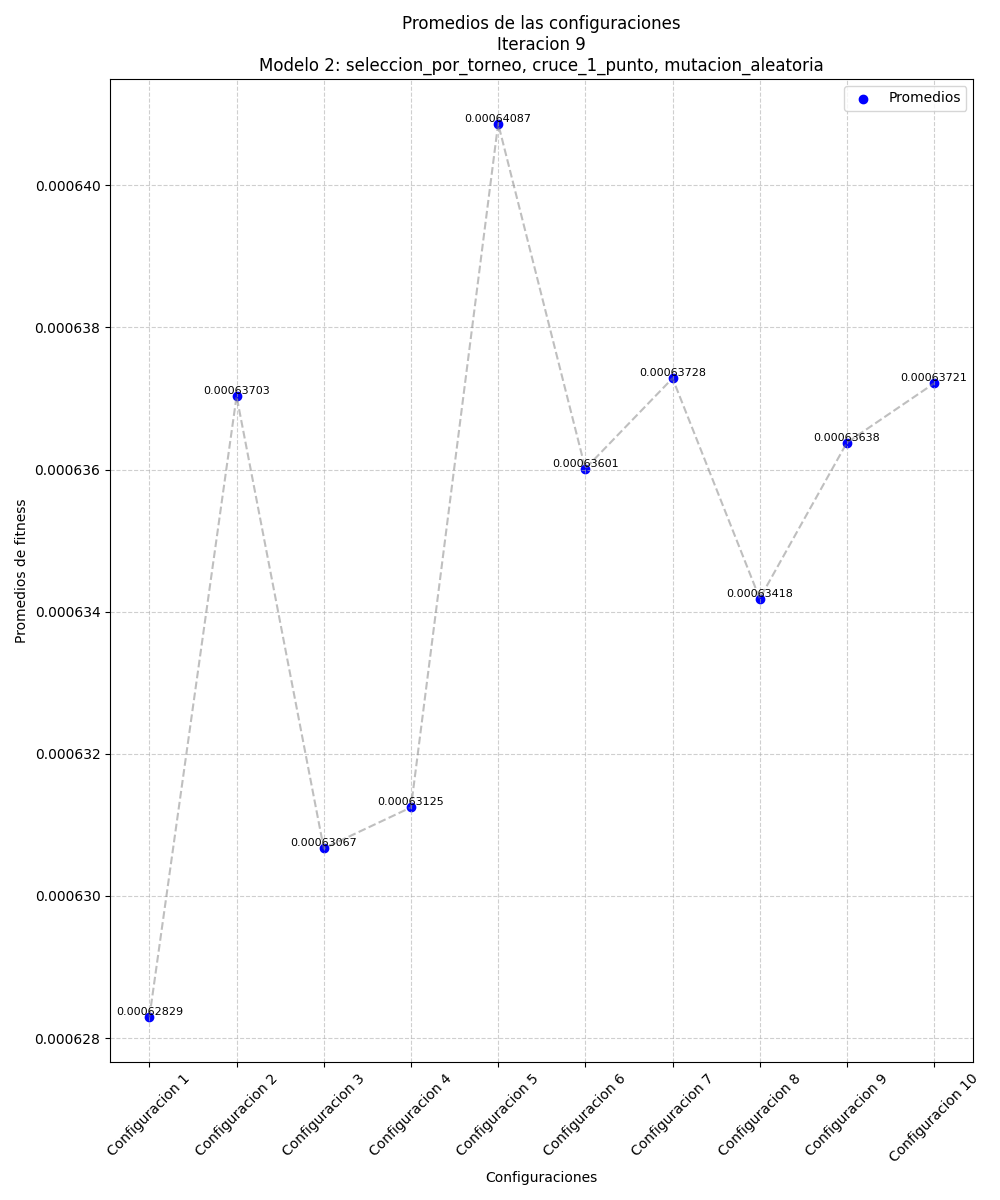 Promedios de las configuraciones
Iteracion 9
Modelo 2: seleccion_por_torneo, cruce_1_punto, mutacion_aleatoria
Promedios
0.00064087
0.000640
0.000638
0.00063728
0.00063721
0.00063703
0.00063638
0.00063601
0.000636
0.00063418
0.000634
Promedios de fitness
0.000632
0.00063125
0.00063067
0.000630
0.00062829
0.000628
Configuracion 1
Configuracion 2
Configuracion 3
Configuracion 4
Configuracion 5
Configuracion 6
Configuracion 7
Configuracion 8
Configuracion 9
Configuracion 10
Configuraciones